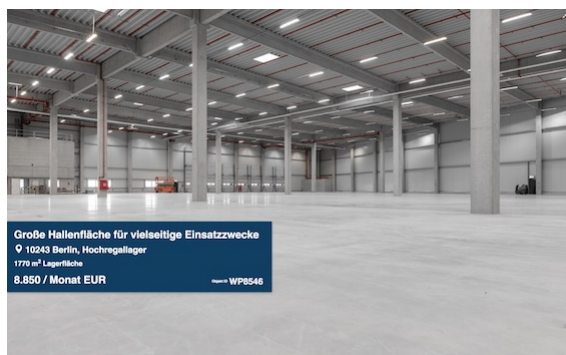 Große Hallenfläche für vielseitige Einsatzzwecke
10243 Berlin, Hochregallager
1770 m² Lagerfläche
8.850 / Monat EUR
WP8546